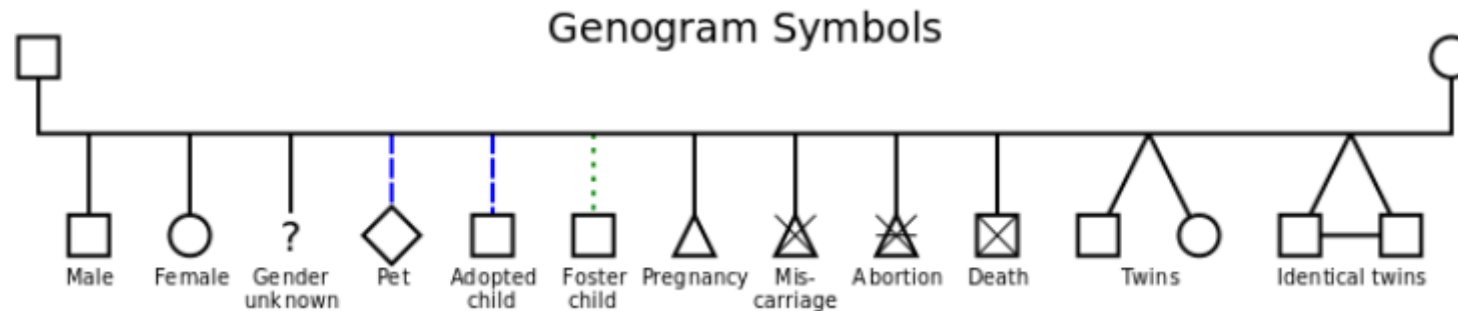 Genogram Symbols
?
Male
Female
Gender
unknown
Pet
Adopted
child
Foster
child
Pregnancy
Mis-
carriage
Abortion
Death
Twins
Identical twins